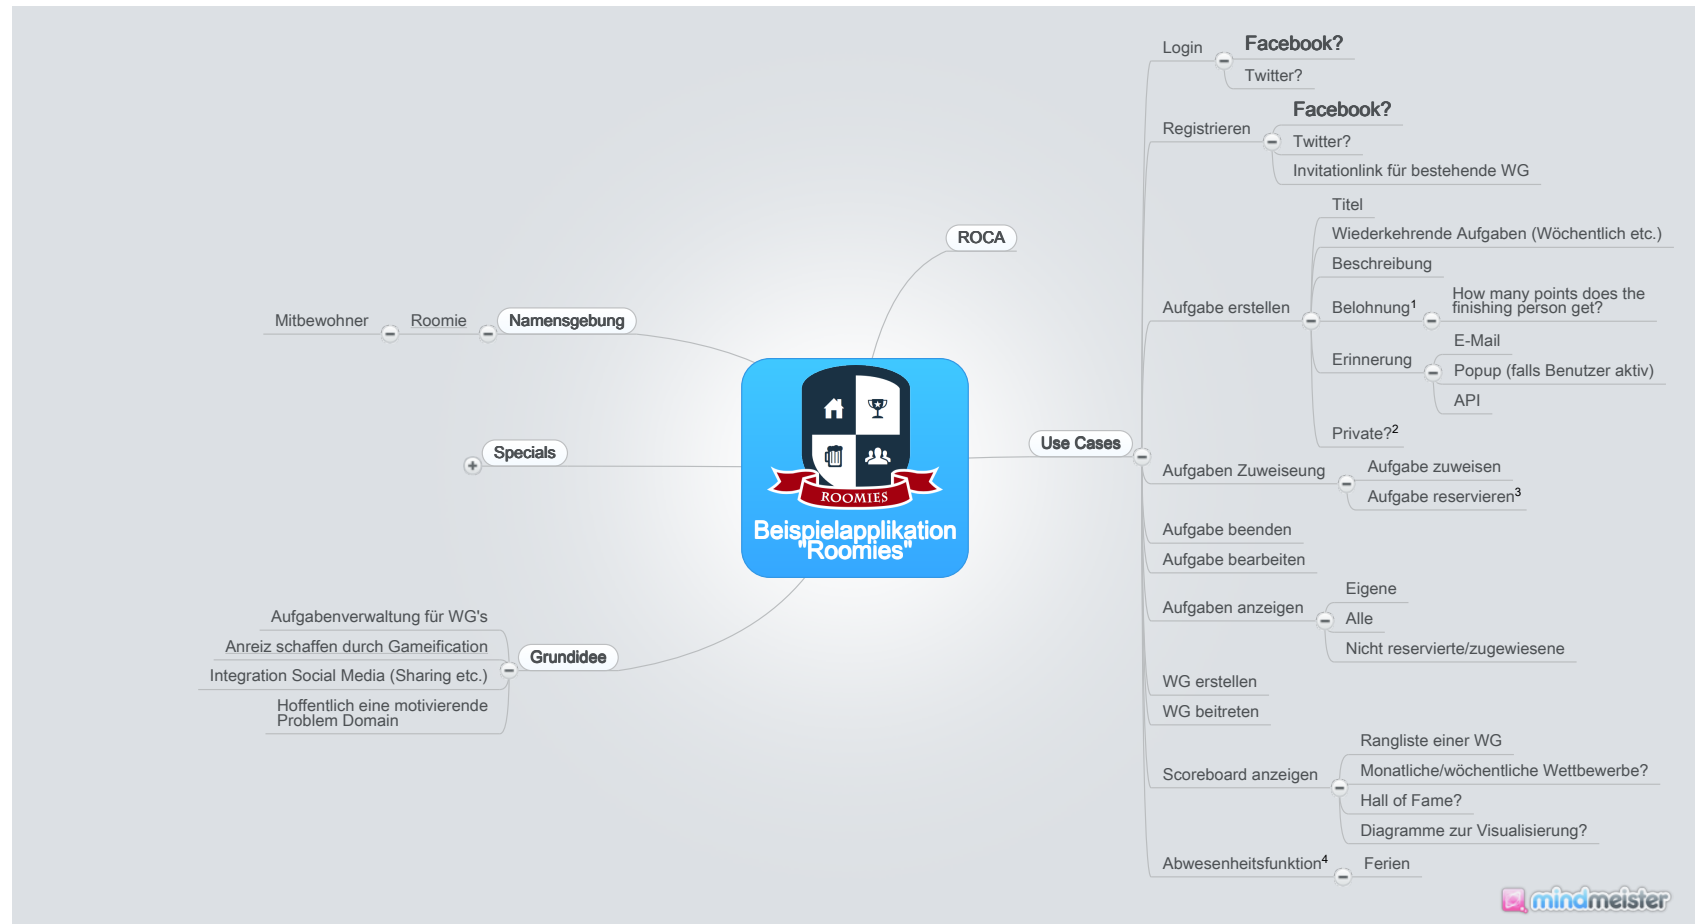 Login
Facebook?
Twitter?
Registrieren
Facebook?
Twitter?
Invitationlink für bestehende WG
ROCA
Mitbewohner
Roomie
Namensgebung
Specials
ROOMIES
Beispielapplikation
"Roomies"
Use Cases
Aufgabe erstellen
Titel
Wiederkehrende Aufgaben (Wöchentlich etc.)
Beschreibung
Belohnung¹
How many points does the
finishing person get?
Erinnerung
E-Mail
Popup (falls Benutzer aktiv)
API
Private?²
Aufgaben Zuweiseung
Aufgabe zuweisen
Aufgabe reservieren³
Aufgabe beenden
Aufgabe bearbeiten
Aufgaben anzeigen
Eigene
Alle
Nicht reservierte/zugewiesene
Aufgabenverwaltung für WG's
Anreiz schaffen durch Gameification
Integration Social Media (Sharing etc.)
Hoffentlich eine motivierende
Problem Domain
Grundidee
WG erstellen
WG beitreten
Scoreboard anzeigen
Rangliste einer WG
Monatliche/wöchentliche Wettbewerbe?
Hall of Fame?
Diagramme zur Visualisierung?
Abwesenheitsfunktion⁴
Ferien
mindmeister